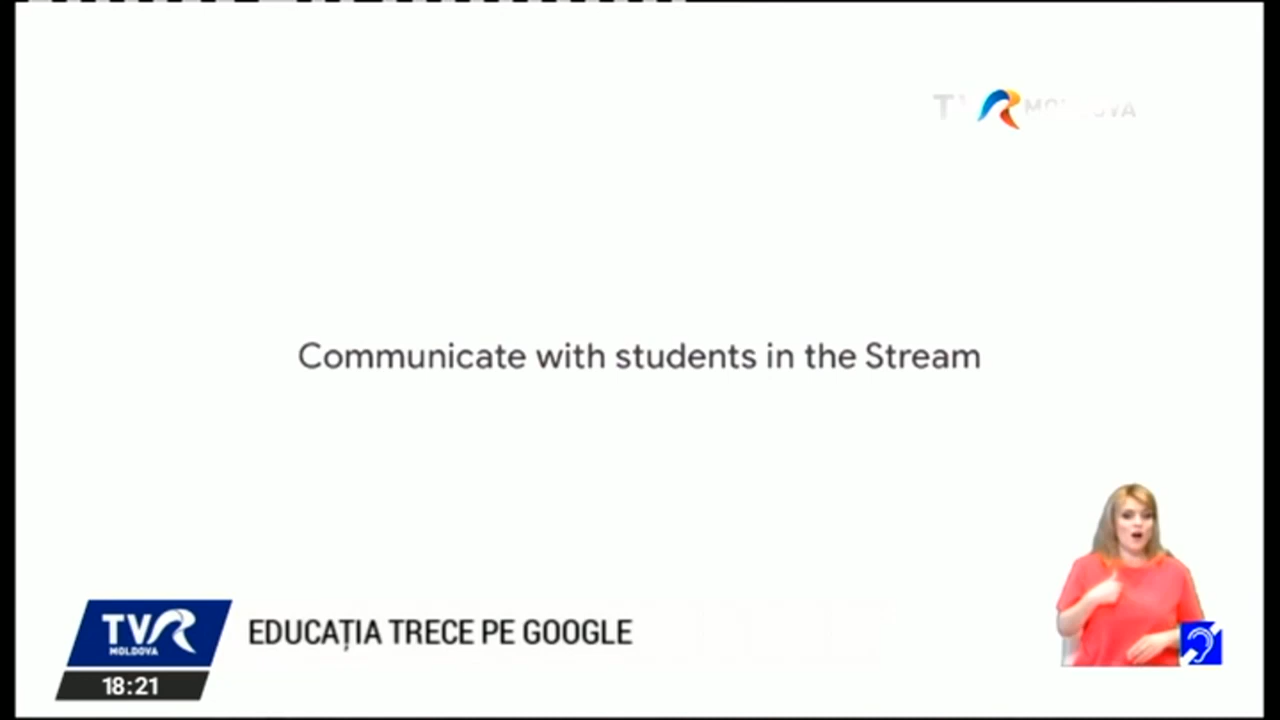 TVR MOLDOVA
Communicate with students in the Stream
TVR
MOLDOVA
EDUCAȚIA TRECE PE GOOGLE
18:21